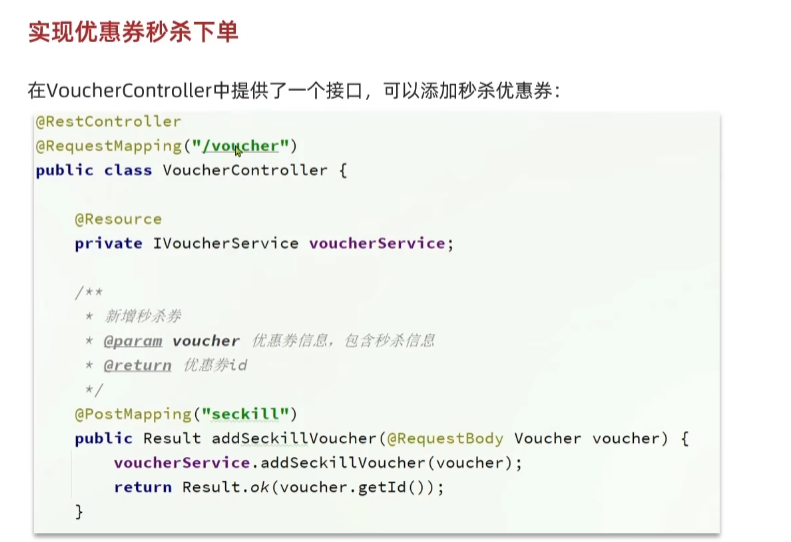 实现优惠券秒杀下单
在VoucherController中提供了一个接口，可以添加秒杀优惠券：
@RestController
@RequestMapping("/voucher")
public class VoucherController {
@Resource
private IVoucherService voucherService;
/**
* 新增秒杀券
* @param voucher 优惠券信息，包含秒杀信息
* @return 优惠券id
*/
@PostMapping("seckill")
public Result addSeckillVoucher(@RequestBody Voucher voucher) {
voucherService.addSeckillVoucher(voucher);
return Result.ok(voucher.getId());
}